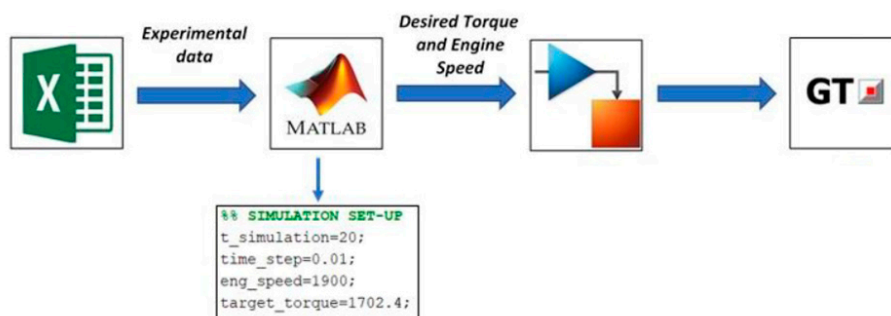 Experimental
data
Desired Torque
and Engine
Speed
X
MATLAB
GT
%% SIMULATION SET-UP
t_simulation=20;
time_step=0.01;
eng_speed=1900;
target_torque=1702.4;